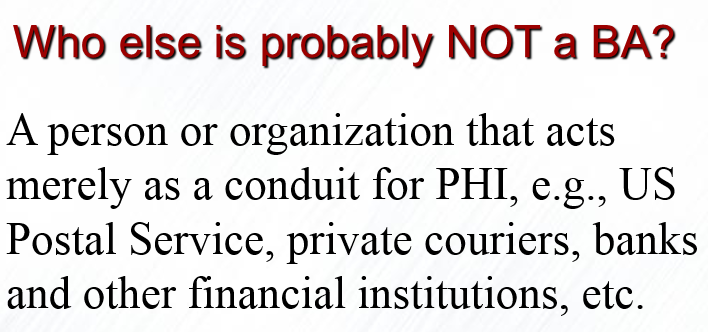 Who else is probably NOT a BA?
A person or organization that acts
merely as a conduit for PHI, e.g., US
Postal Service, private couriers, banks
and other financial institutions, etc.